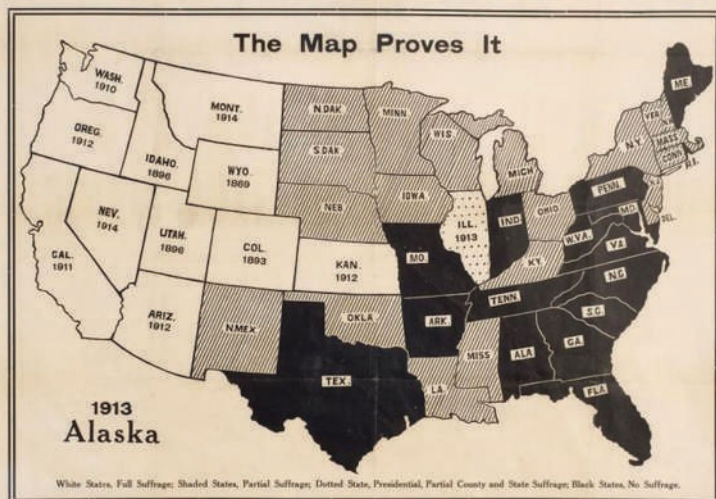 The Map Proves It
WASH.
1910
OREG.
1912
IDAHO.
1896
MONT.
1914
WYO.
1869
NEV.
1914
CAL.
1911
UTAH.
1896
COL.
1893
ARIZ.
1912
N.MEX
KAN.
1912
N.DAK
S.DAK
NEB
MINN
IOWA
WIS.
MICH
ILL.
1913
IND.
OHIO
MO.
KY.
OKLA.
ARK.
TENN.
TEX.
LA.
MISS
ALA
GA.
FLA
S.C.
N.C
VA.
W.VA.
MD.
DEL.
PENN.
N.J.
N.Y.
CONN.
R.I.
MASS
VER.
ME.
1913
Alaska
White States, Full Suffrage; Shaded States, Partial Suffrage; Dotted State, Presidential, Partial County and State Suffrage; Black States, No Suffrage.